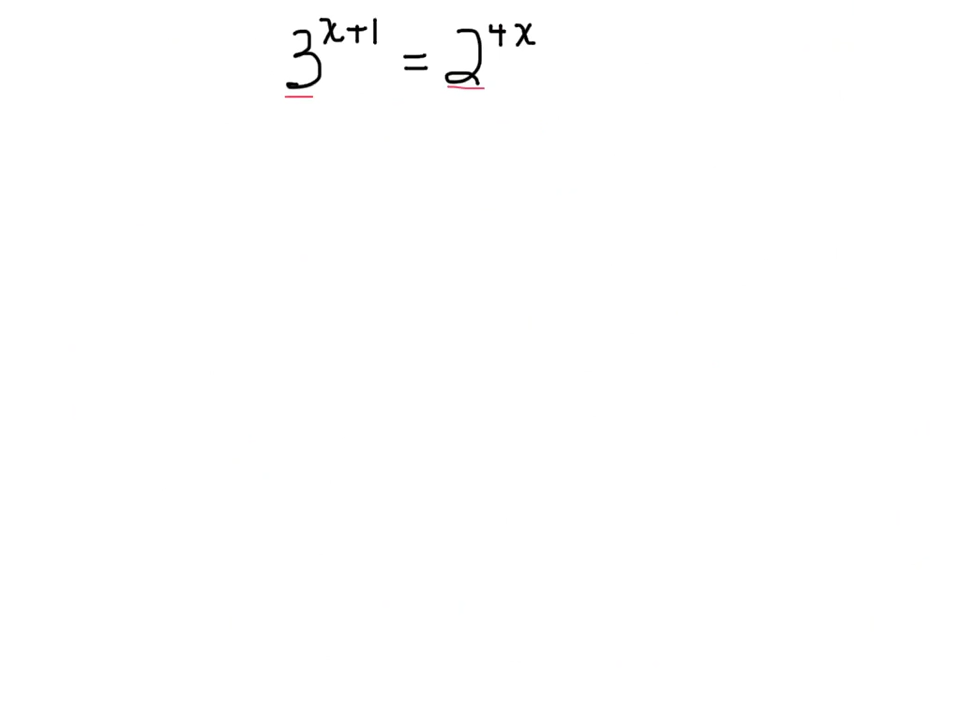 3^{x+1} = 2^{4x}